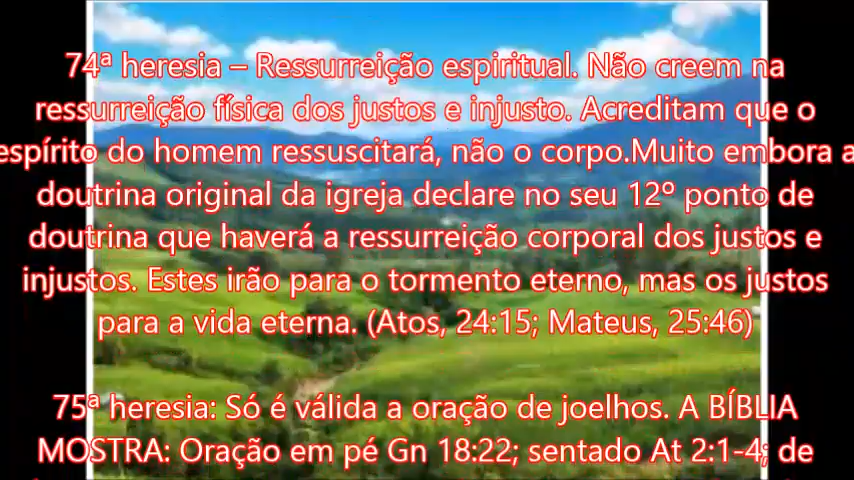 74ª heresia – Ressurreição espiritual. Não creem na
ressurreição física dos justos e injusto. Acreditam que o
espírito do homem ressuscitará, não o corpo.Muito embora a
doutrina original da igreja declare no seu 12º ponto de
doutrina que haverá a ressurreição corporal dos justos e
injustos. Estes irão para o tormento eterno, mas os justos
para a vida eterna. (Atos, 24:15; Mateus, 25:46)
75ª heresia: Só é válida a oração de joelhos. A BÍBLIA
MOSTRA: Oração em pé Gn 18:22; sentado At 2:1-4; de